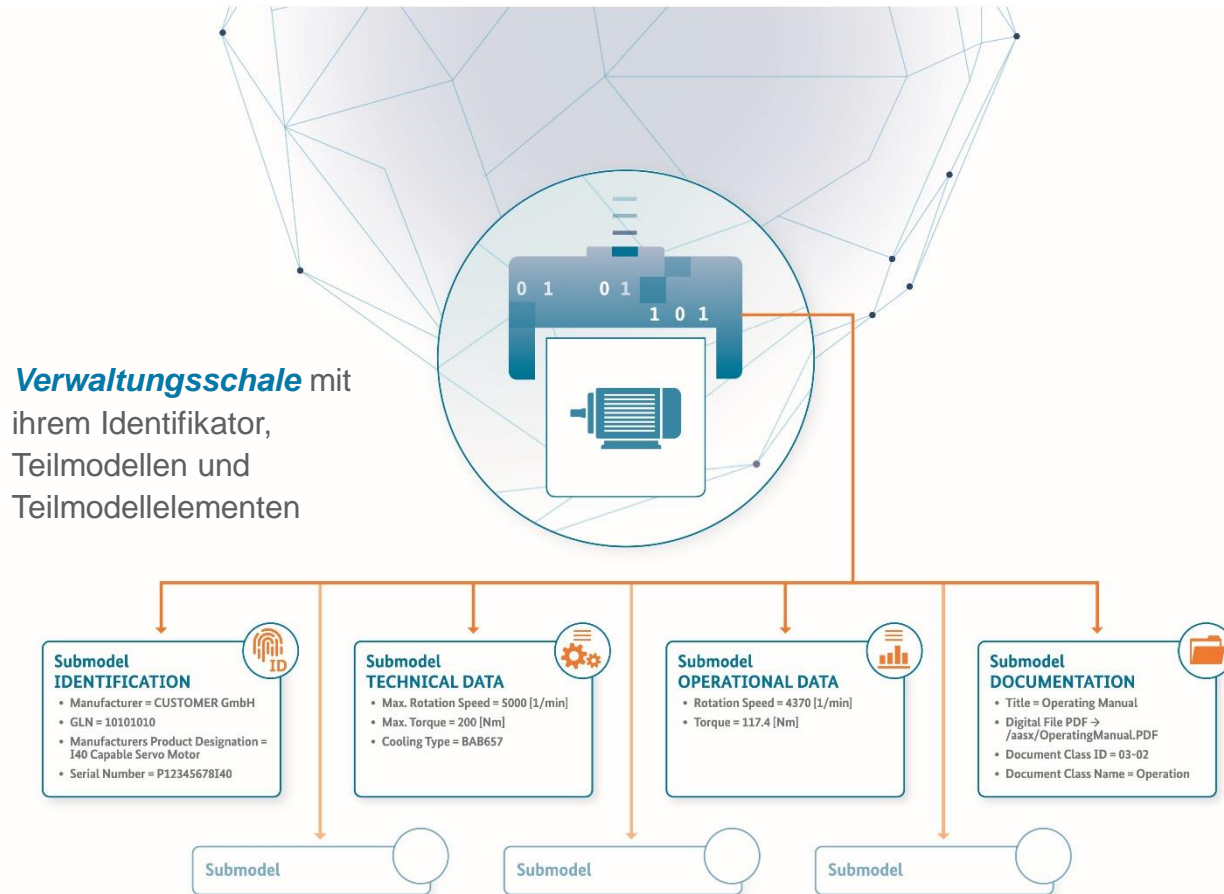 0 1 0 1
1 0 1
Verwaltungsschale mit
ihrem Identifikator,
Teilmodellen und
Teilmodellelementen
ID
Submodel
IDENTIFICATION
• Manufacturer = CUSTOMER GmbH
• GLN = 10101010
• Manufacturers Product Designation =
I40 Capable Servo Motor
• Serial Number = P12345678I40
Submodel
TECHNICAL DATA
• Max. Rotation Speed = 5000 [1/min]
• Max. Torque = 200 [Nm]
• Cooling Type = BAB657
Submodel
OPERATIONAL DATA
• Rotation Speed = 4370 [1/min]
• Torque = 117.4 [Nm]
Submodel
DOCUMENTATION
• Title = Operating Manual
• Digital File PDF →
/aasx/OperatingManual.PDF
• Document Class ID = 03-02
• Document Class Name = Operation
Submodel
Submodel
Submodel